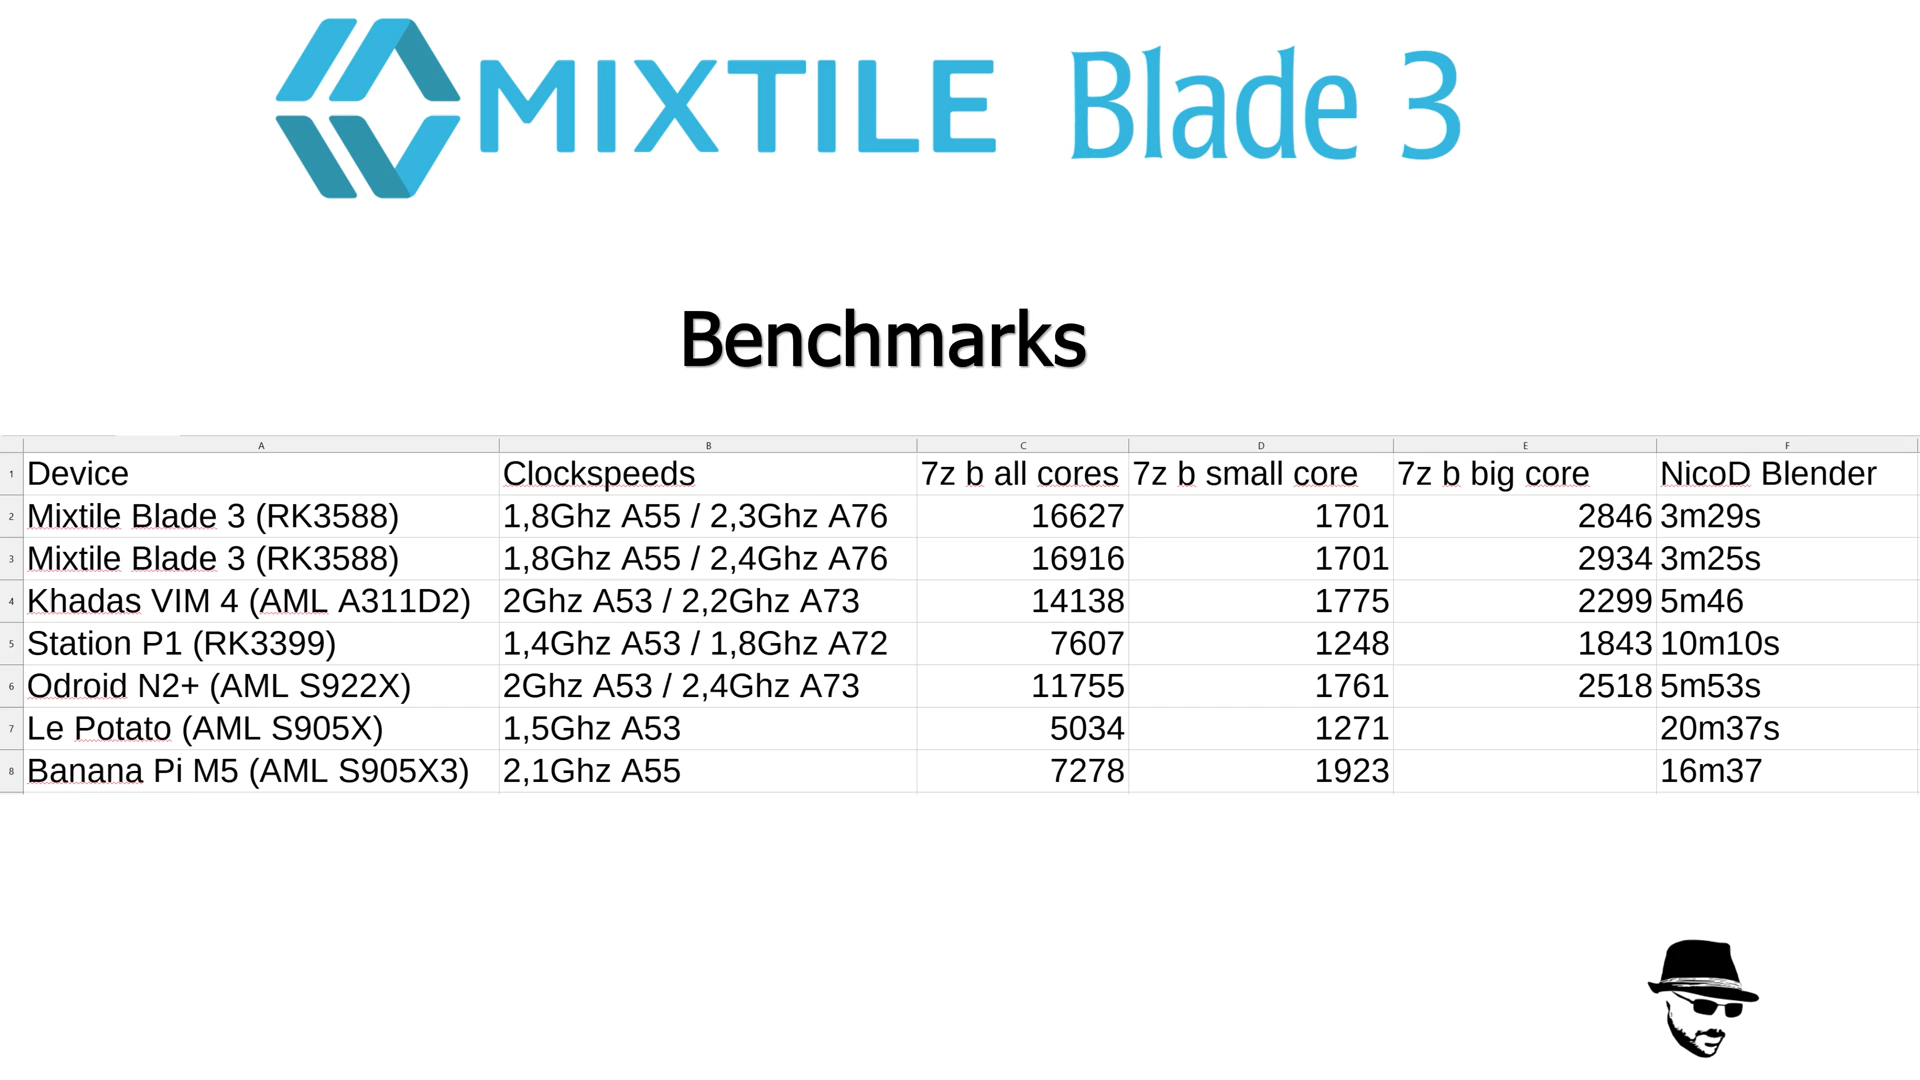 MIXTILE Blade 3
Benchmarks
A B C D E F
1 Device Clockspeeds 7z b all cores 7z b small core 7z b big core NicoD Blender
2 Mixtile Blade 3 (RK3588) 1,8Ghz A55 / 2,3Ghz A76 16627 1701 2846 3m29s
3 Mixtile Blade 3 (RK3588) 1,8Ghz A55 / 2,4Ghz A76 16916 1701 2934 3m25s
4 Khadas VIM 4 (AML A311D2) 2Ghz A53 / 2,2Ghz A73 14138 1775 2299 5m46
5 Station P1 (RK3399) 1,4Ghz A53 / 1,8Ghz A72 7607 1248 1843 10m10s
6 Odroid N2+ (AML S922X) 2Ghz A53 / 2,4Ghz A73 11755 1761 2518 5m53s
7 Le Potato (AML S905X) 1,5Ghz A53 5034 1271 20m37s
8 Banana Pi M5 (AML S905X3) 2,1Ghz A55 7278 1923 16m37